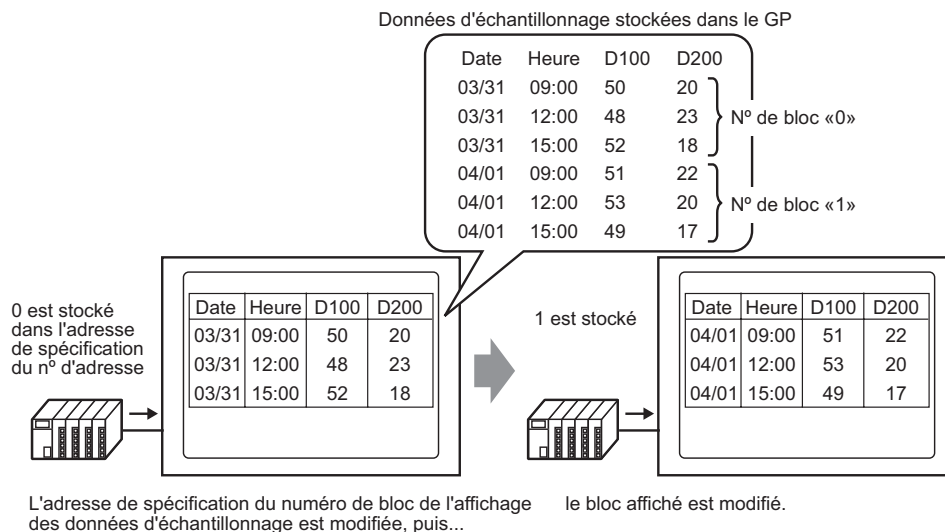 Données d'échantillonnage stockées dans le GP
Date Heure D100 D200
03/31 09:00 50 20
03/31 12:00 48 23
03/31 15:00 52 18
Nº de bloc «0»
04/01 09:00 51 22
04/01 12:00 53 20
04/01 15:00 49 17
Nº de bloc «1»
0 est stocké
dans l'adresse
de spécification
du nº d'adresse
Date Heure D100 D200
03/31 09:00 50 20
03/31 12:00 48 23
03/31 15:00 52 18
1 est stocké
Date Heure D100 D200
04/01 09:00 51 22
04/01 12:00 53 20
04/01 15:00 49 17
L'adresse de spécification du numéro de bloc de l'affichage
des données d'échantillonnage est modifiée, puis...
le bloc affiché est modifié.